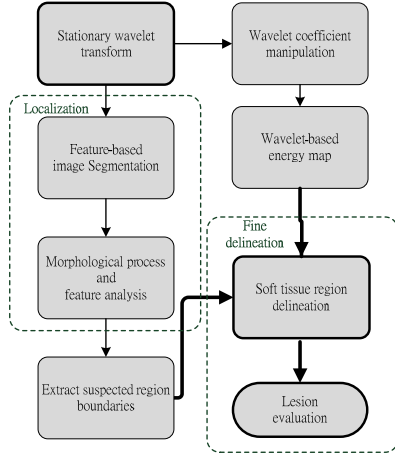 Stationary wavelet
transform
Wavelet coefficient
manipulation
Localization
Feature-based
image Segmentation
Wavelet-based
energy map
Fine
delineation
Morphological process
and
feature analysis
Soft tissue region
delineation
Extract suspected region
boundaries
Lesion
evaluation